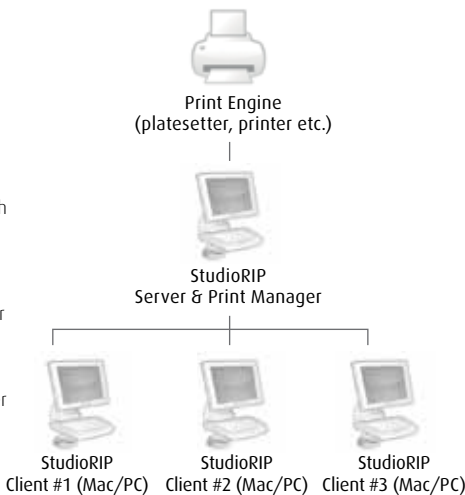 Print Engine
(platesetter, printer etc.)
StudioRIP
Server & Print Manager
StudioRIP
Client #1 (Mac/PC)
StudioRIP
Client #2 (Mac/PC)
StudioRIP
Client #3 (Mac/PC)